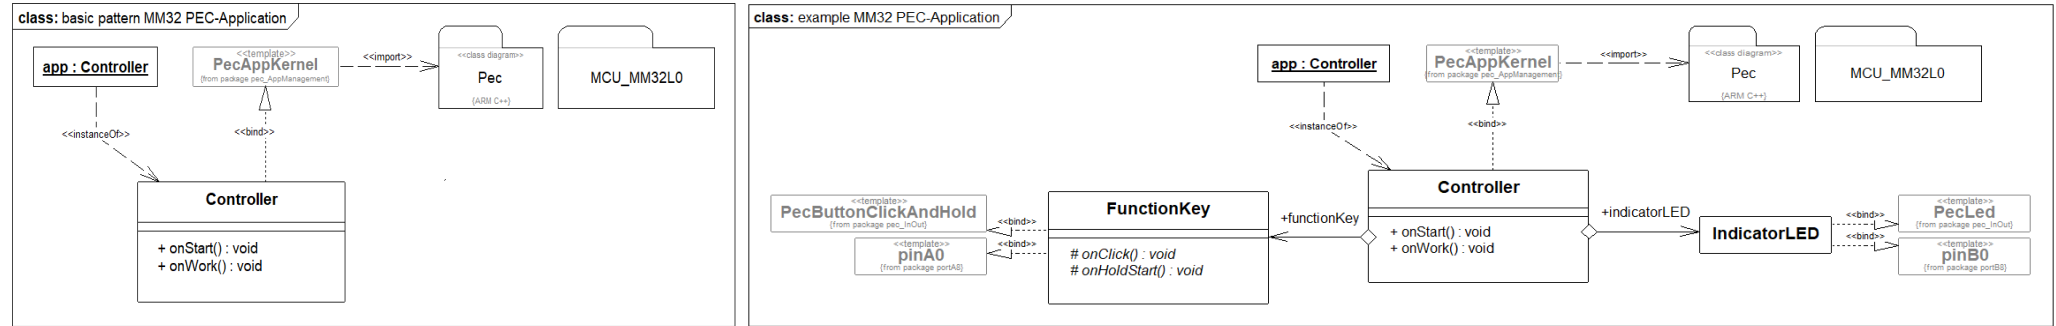 class: basic pattern MM32 PEC-Application
app : Controller
<<template>>
PecAppKernel
{from package pec_AppManagement}
<<import>>
<<class diagram>>
Pec
{ARM C++}
MCU_MM32L0
<<instanceOf>>
<<bind>>
Controller
+ onStart() : void
+ onWork() : void
class: example MM32 PEC-Application
app : Controller
<<template>>
PecAppKernel
{from package pec_AppManagement}
<<import>>
<<class diagram>>
Pec
{ARM C++}
MCU_MM32L0
<<instanceOf>>
<<bind>>
<<template>>
PecButtonClickAndHold
{from package pec_InOut}
<<bind>>
<<template>>
pinA0
{from package portA8}
<<bind>>
FunctionKey
# onClick() : void
# onHoldStart() : void
+functionKey
Controller
+ onStart() : void
+ onWork() : void
+indicatorLED
IndicatorLED
<<bind>>
<<template>>
PecLed
{from package pec_InOut}
<<bind>>
<<template>>
pinB0
{from package portB8}